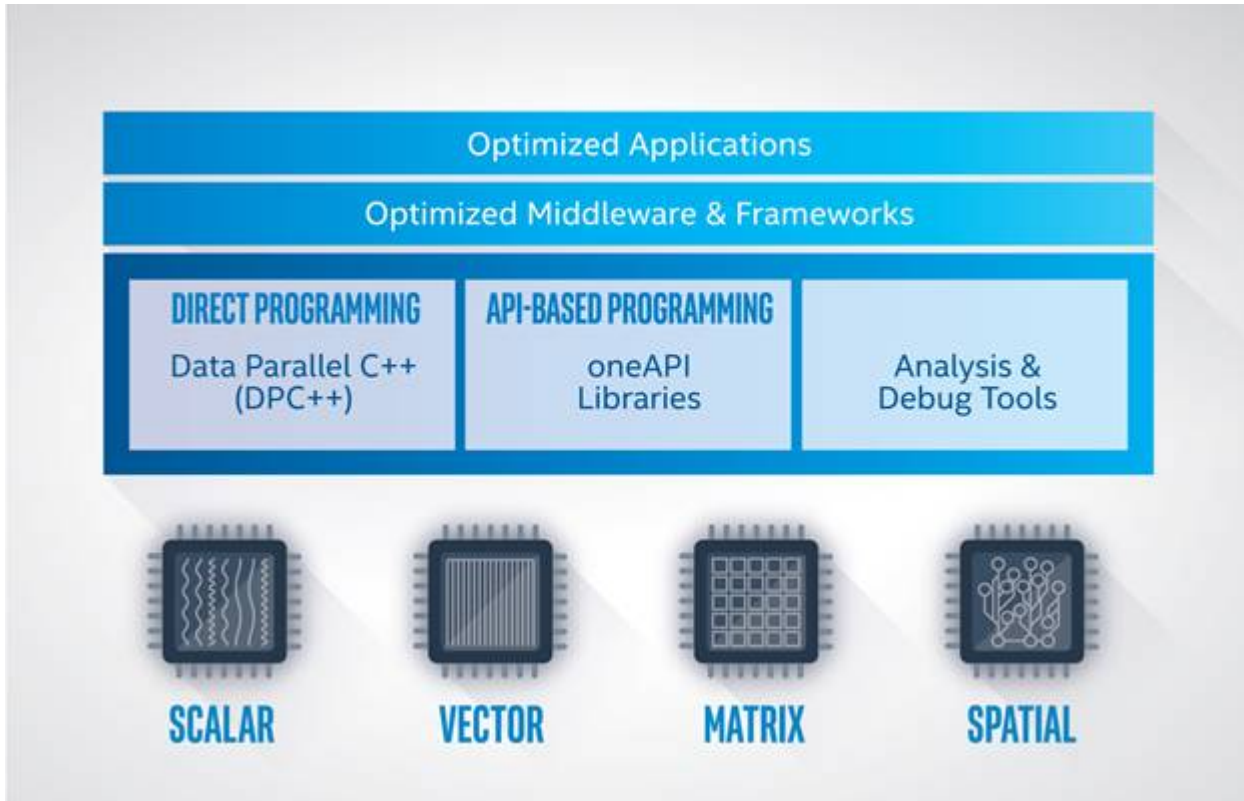 Optimized Applications
Optimized Middleware & Frameworks
DIRECT PROGRAMMING
Data Parallel C++
(DPC++)
API-BASED PROGRAMMING
oneAPI
Libraries
Analysis &
Debug Tools
SCALAR
VECTOR
MATRIX
SPATIAL